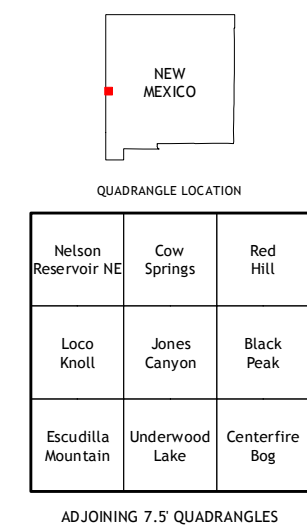 NEW
MEXICO
QUADRANGLE LOCATION
Nelson
Reservoir NE
Cow
Springs
Red
Hill
Loco
Knoll
Jones
Canyon
Black
Peak
Escudilla
Mountain
Underwood
Lake
Centerfire
Bog
ADJOINING 7.5' QUADRANGLES